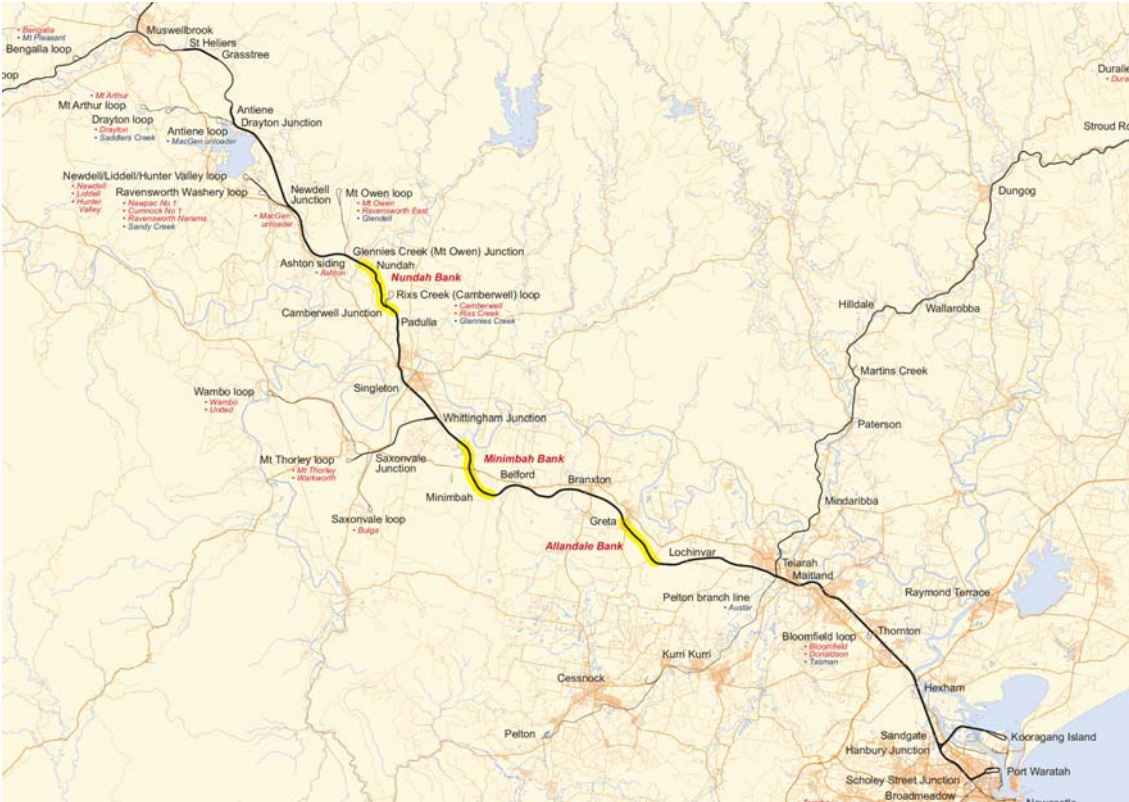 Bengalla
• Mt Pleasant
Bengalla loop
oop
Muswellbrook
St Heliers
Grasstree
• Mt Arthur
Mt Arthur loop
Drayton loop
• Drayton
• Saddlers Creek
Antiene loop
• MacGen unloader
Antiene
Drayton Junction
Newdell/Liddell/Hunter Valley loop
• Newdell
• Liddell
• Hunter
Valley
Ravensworth Washery loop
• Newpac No 1
• Cumnock No 1
• Ravensworth Narama
• Sandy Creek
Newdell
Junction
• MacGen
unloader
Mt Owen loop
• Mt Owen
• Ravensworth East
• Glendell
Glennies Creek (Mt Owen) Junction
Ashton siding
• Ashton
Nundah
Nundah Bank
Rixs Creek (Camberwell) loop
• Camberwell
• Rixs Creek
• Glennies Creek
Camberwell Junction
Padulla
Singleton
Wambo loop
• Wambo
• United
Whittingham Junction
Mt Thorley loop
• Mt Thorley
• Warkworth
Saxonvale
Junction
Saxonvale loop
• Bulga
Minimbah Bank
Minimbah
Belford
Branxton
Greta
Allandale Bank
Lochinvar
Telarah
Maitland
Pelton branch line
• Austar
Kurri Kurri
Cessnock
Pelton
Bloomfield loop
• Bloomfield
• Donaldson
• Tasman
Thornton
Raymond Terrace
Hexham
Sandgate
Hanbury Junction
Kooragang Island
Port Waratah
Scholey Street Junction
Broadmeadow
Newcastle
Duralie
• Dura
Stroud Ro
Dungog
Hilldale
Wallarobba
Martins Creek
Paterson
Mindaribba